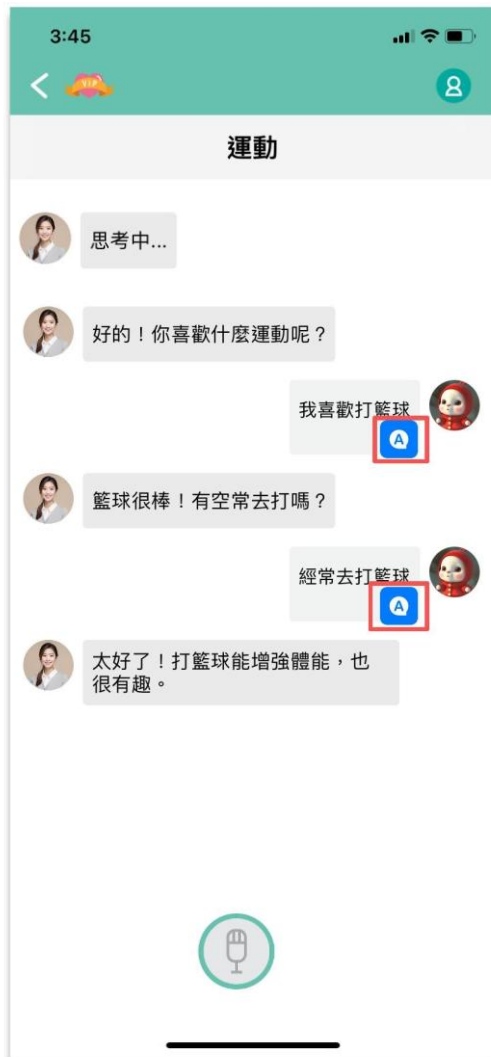 3:45
VIP
運動
思考中...
好的！你喜歡什麼運動呢？
我喜歡打籃球
A
籃球很棒！有空常去打嗎？
經常去打籃球
A
太好了！打籃球能增強體能，也
很有趣。